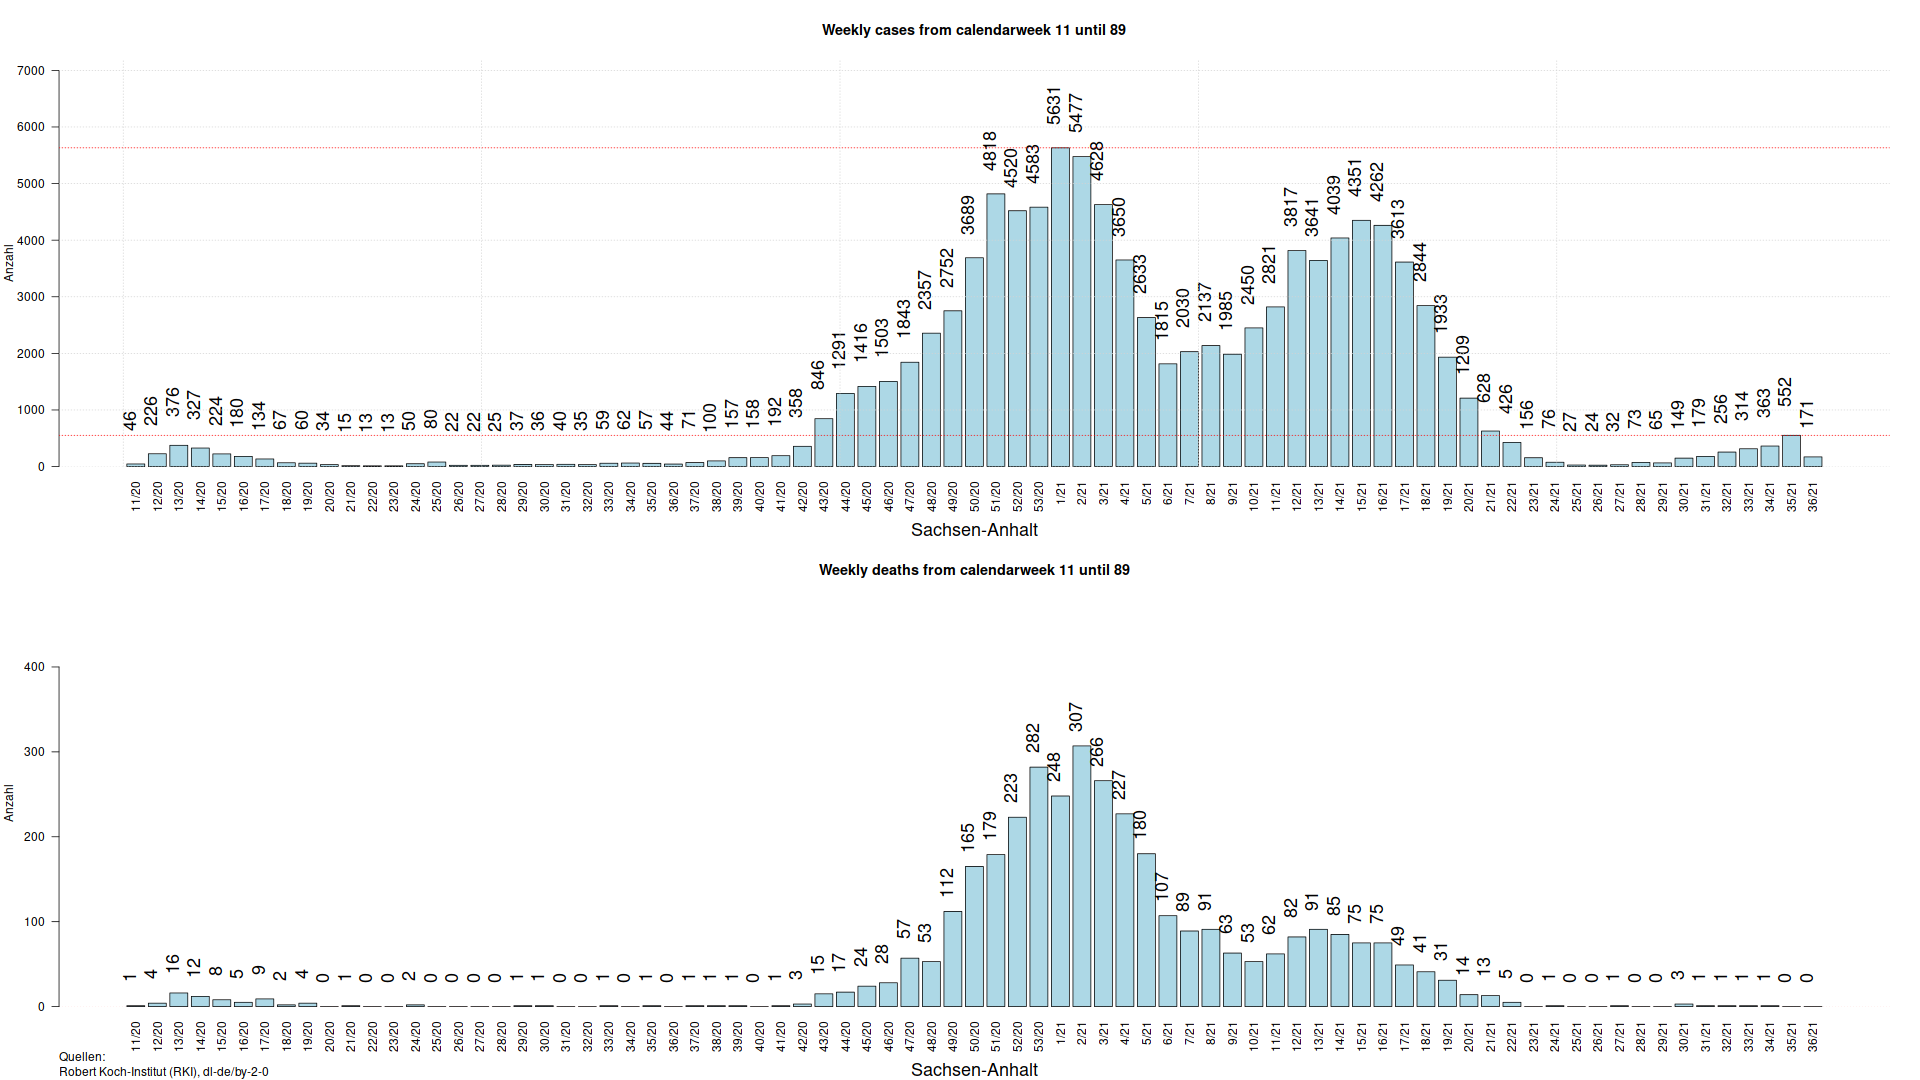 Weekly cases from calendarweek 11 until 89
7000
6000
5000
4000
3000
2000
1000
0
Anzahl
46 226 376 327 224 180 134 67 60 34 15 13 13 50 80 22 22 25 37 36 40 35 59 62 57 44 71 100 157 158 192 358 846 1291 1416 1503 1843 2357 2752 3689 4818 4520 4583 5631 5477 4628 3650 2633 1815 2030 2137 1985 2450 2821 3817 3641 4039 4351 4262 3613 2844 1933 1209 628 426 156 76 27 24 32 73 65 149 179 256 314 363 552 171
11/20 12/20 13/20 14/20 15/20 16/20 17/20 18/20 19/20 20/20 21/20 22/20 23/20 24/20 25/20 26/20 27/20 28/20 29/20 30/20 31/20 32/20 33/20 34/20 35/20 36/20 37/20 38/20 39/20 40/20 41/20 42/20 43/20 44/20 45/20 46/20 47/20 48/20 49/20 50/20 51/20 52/20 53/20 1/21 2/21 3/21 4/21 5/21 6/21 7/21 8/21 9/21 10/21 11/21 12/21 13/21 14/21 15/21 16/21 17/21 18/21 19/21 20/21 21/21 22/21 23/21 24/21 25/21 26/21 27/21 28/21 29/21 30/21 31/21 32/21 33/21 34/21 35/21 36/21
Sachsen-Anhalt
Weekly deaths from calendarweek 11 until 89
400
300
200
100
0
Anzahl
1 4 16 12 8 5 9 2 4 0 1 0 0 2 0 0 0 0 1 1 0 0 1 0 1 0 1 1 1 0 1 3 15 17 24 28 57 53 112 165 179 223 282 248 307 266 227 180 107 89 91 63 53 62 82 91 85 75 75 49 41 31 14 13 5 0 1 0 0 1 0 0 3 1 1 1 1 0 0
11/20 12/20 13/20 14/20 15/20 16/20 17/20 18/20 19/20 20/20 21/20 22/20 23/20 24/20 25/20 26/20 27/20 28/20 29/20 30/20 31/20 32/20 33/20 34/20 35/20 36/20 37/20 38/20 39/20 40/20 41/20 42/20 43/20 44/20 45/20 46/20 47/20 48/20 49/20 50/20 51/20 52/20 53/20 1/21 2/21 3/21 4/21 5/21 6/21 7/21 8/21 9/21 10/21 11/21 12/21 13/21 14/21 15/21 16/21 17/21 18/21 19/21 20/21 21/21 22/21 23/21 24/21 25/21 26/21 27/21 28/21 29/21 30/21 31/21 32/21 33/21 34/21 35/21 36/21
Sachsen-Anhalt
Quellen:
Robert Koch-Institut (RKI), dl-de/by-2-0